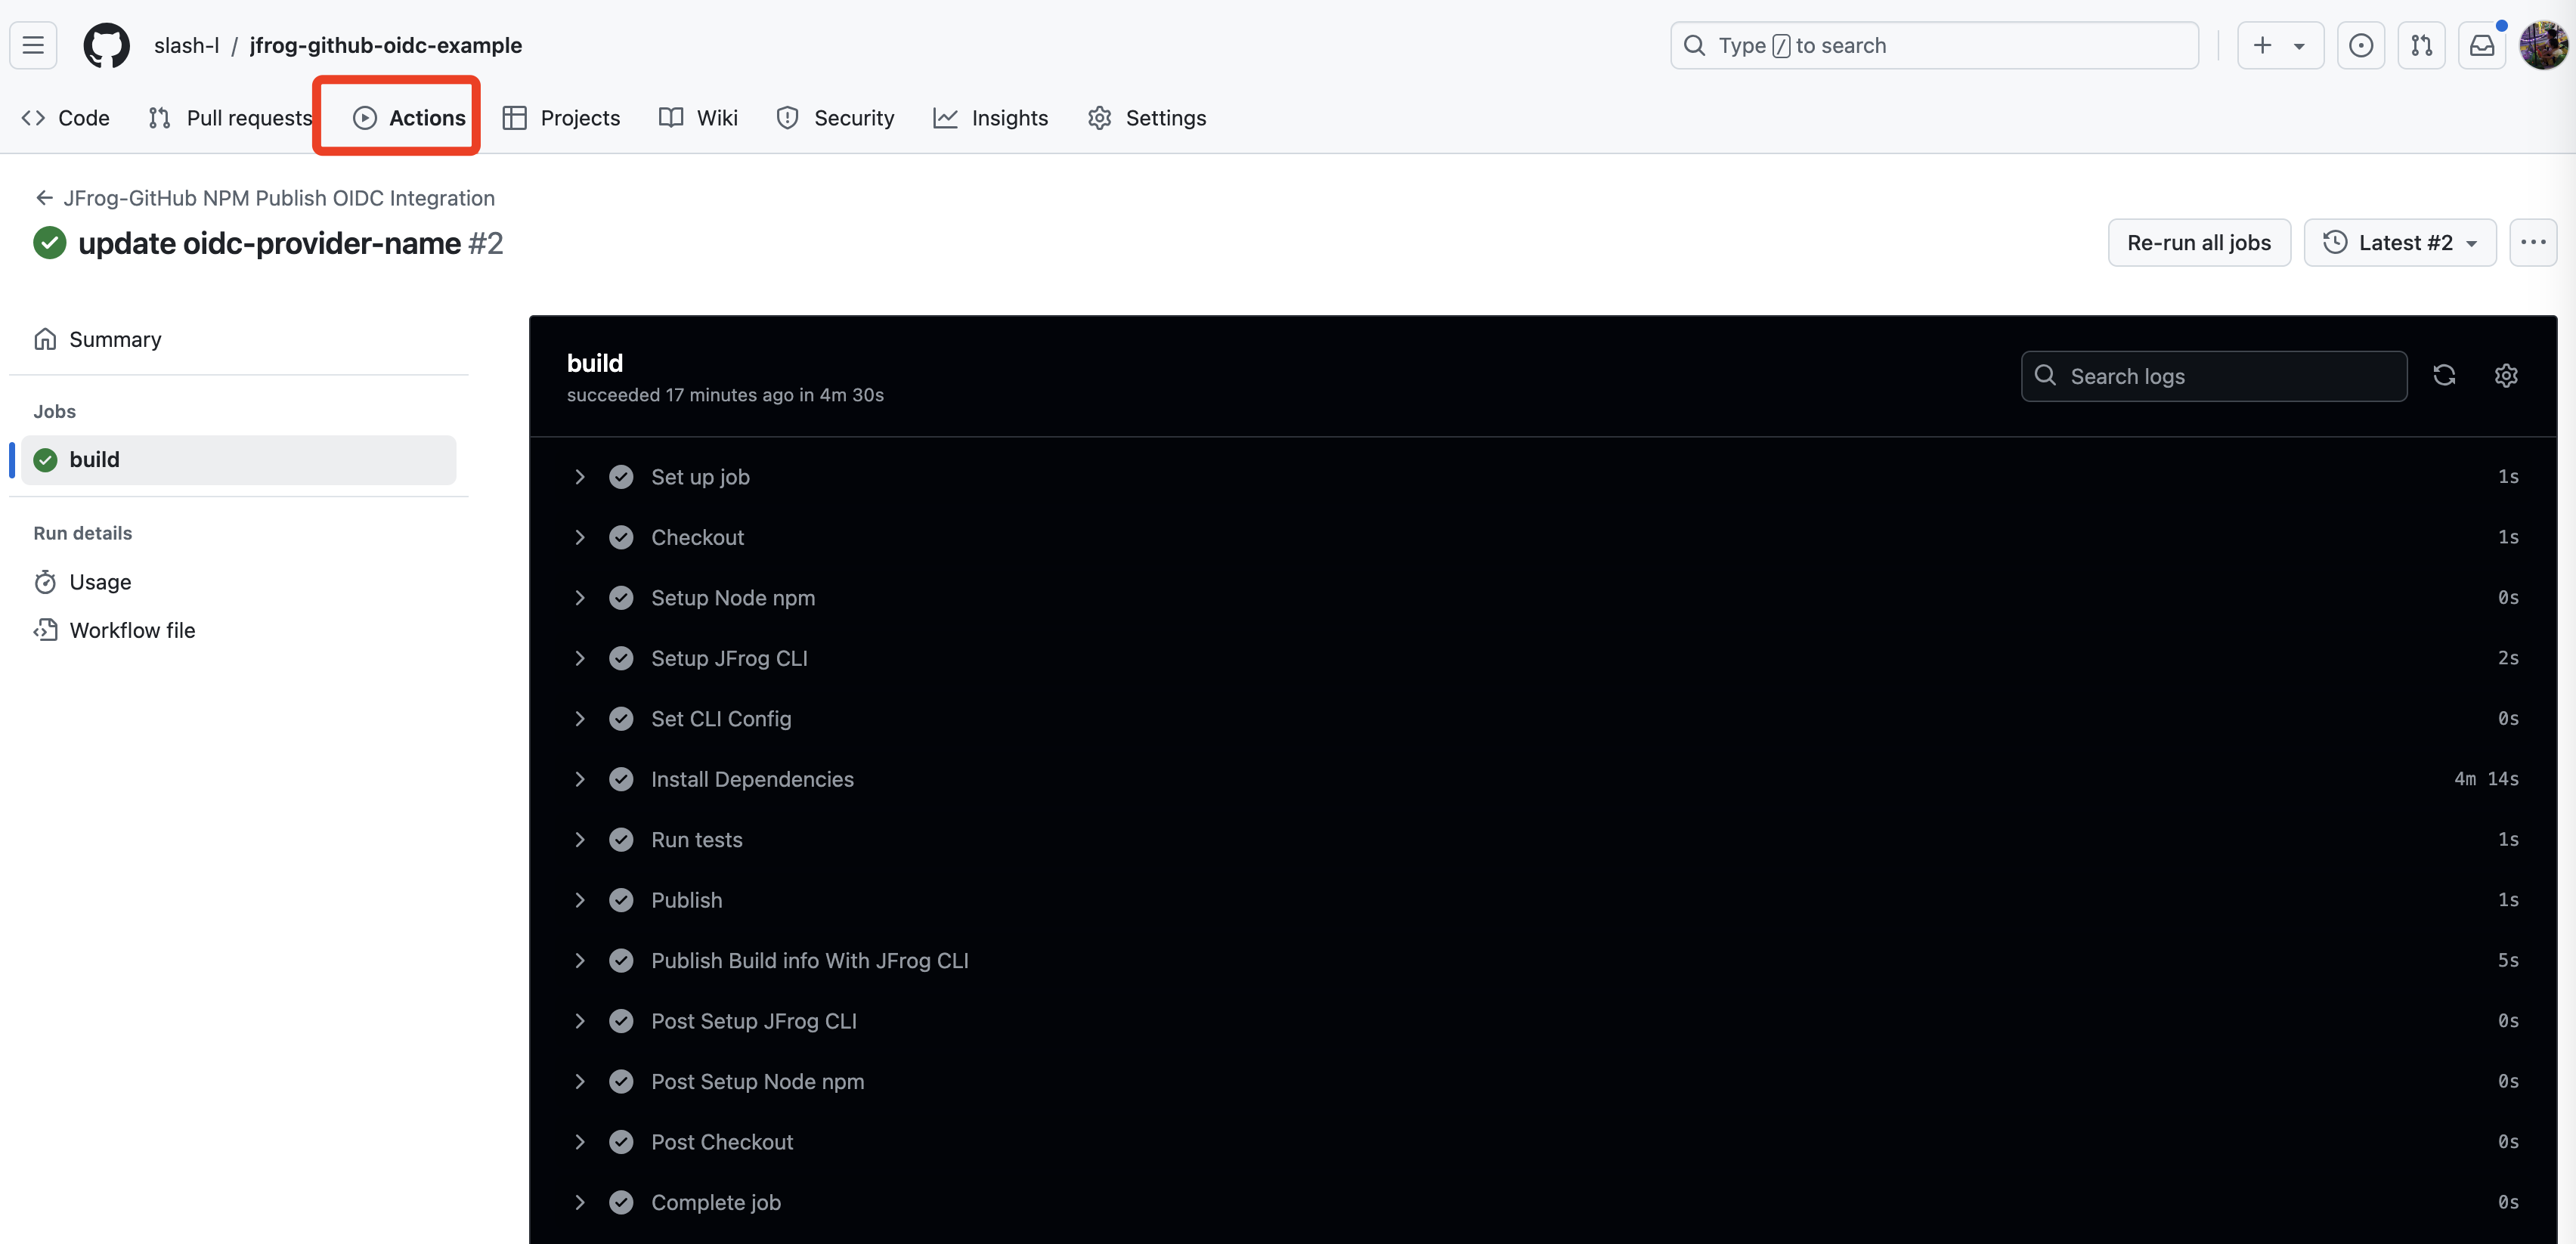 slash-l / jfrog-github-oidc-example
Type / to search
Code
Pull requests
Actions
Projects
Wiki
Security
Insights
Settings
JFrog-GitHub NPM Publish OIDC Integration
update oidc-provider-name #2
Re-run all jobs
Latest #2
Summary
Jobs
build
Run details
Usage
Workflow file
build
succeeded 17 minutes ago in 4m 30s
Search logs
Set up job 1s
Checkout 1s
Setup Node npm 0s
Setup JFrog CLI 2s
Set CLI Config 0s
Install Dependencies 4m 14s
Run tests 1s
Publish 1s
Publish Build info With JFrog CLI 5s
Post Setup JFrog CLI 0s
Post Setup Node npm 0s
Post Checkout 0s
Complete job 0s